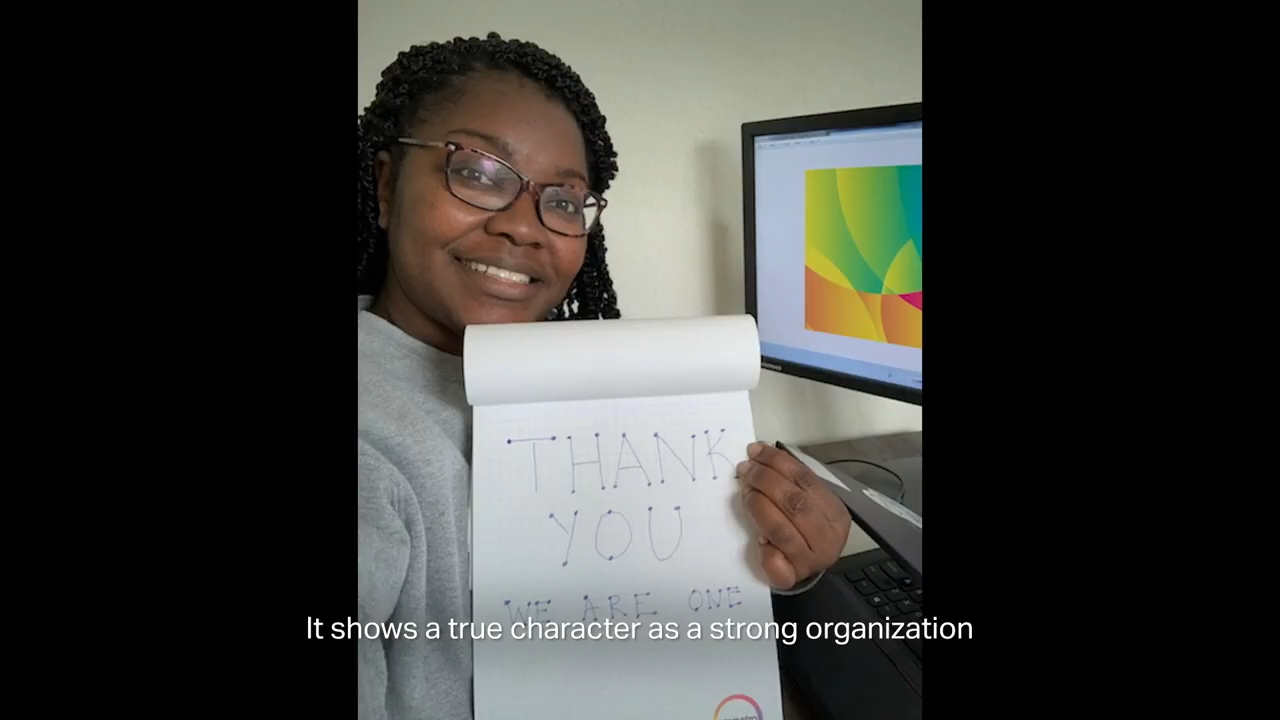 THANK
YOU
WE ARE ONE
It shows a true character as a strong organization